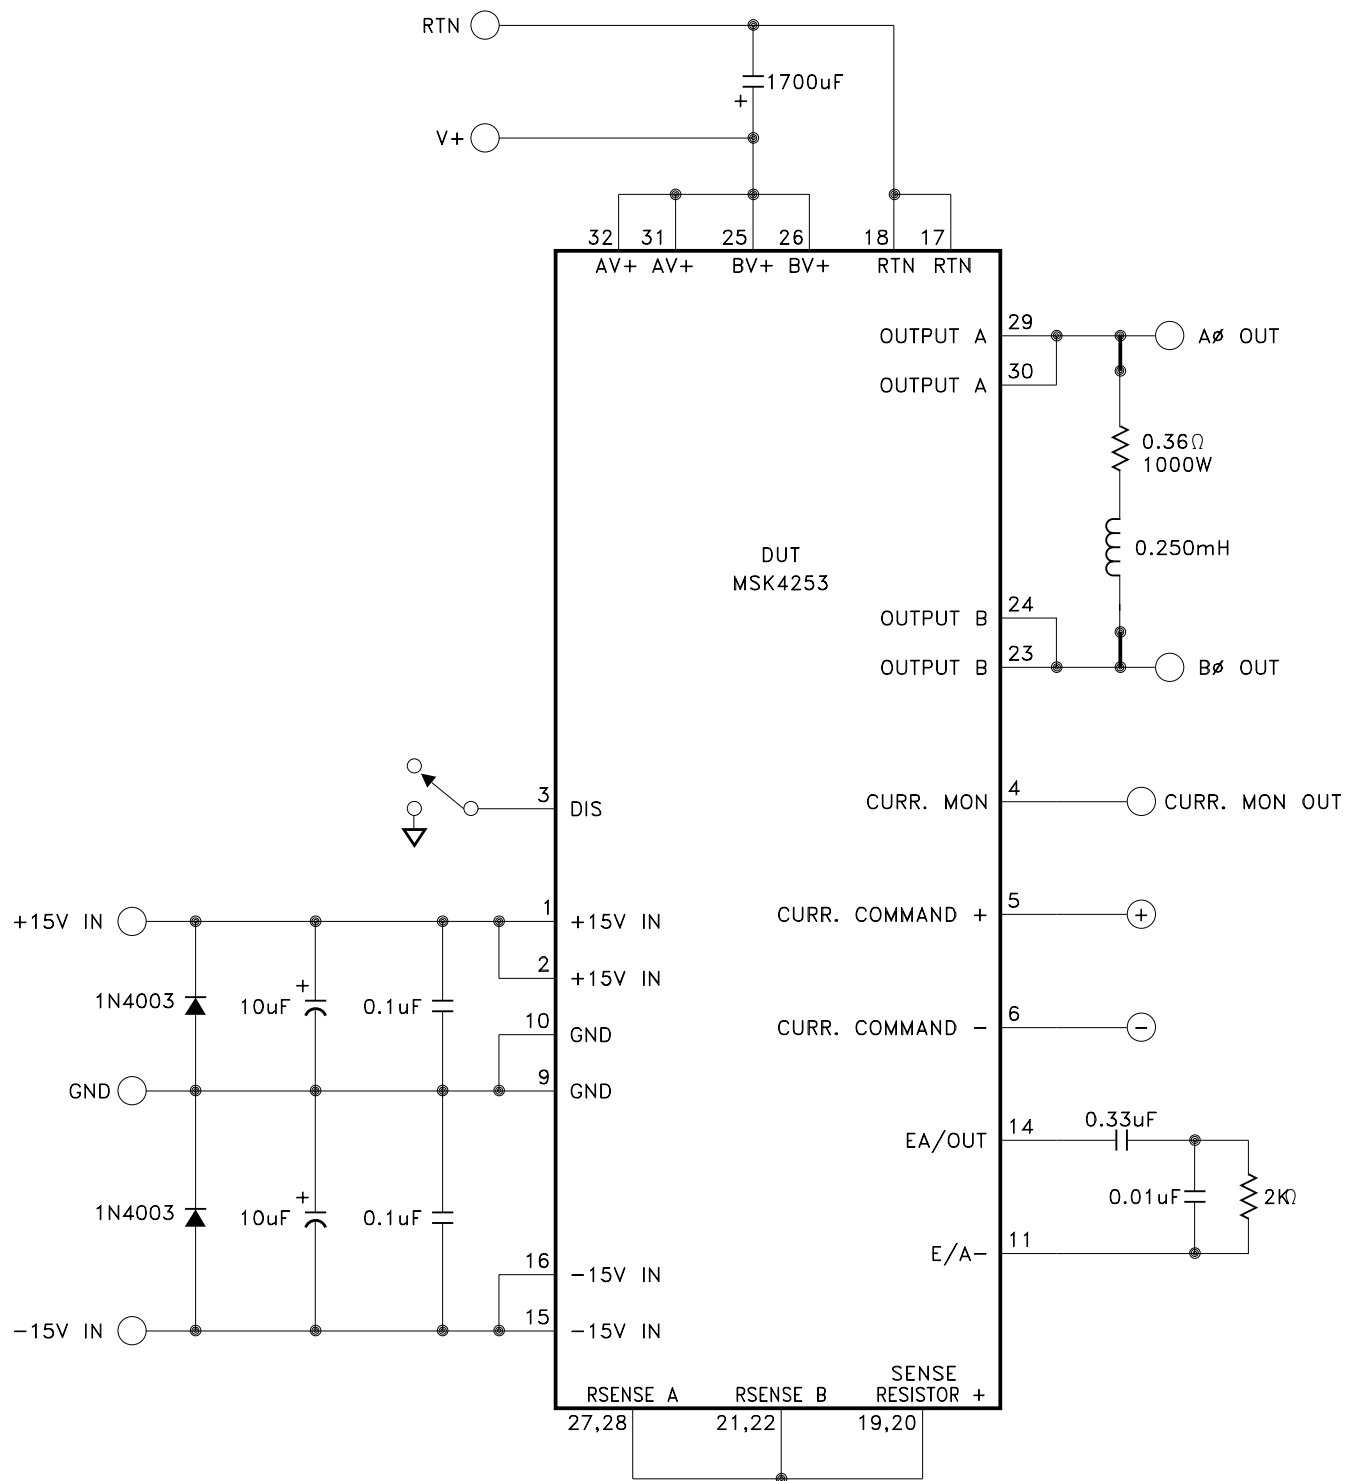 RTN
1700uF
+
V+
32 31 25 26 18 17
AV+ AV+ BV+ BV+ RTN RTN
29
OUTPUT A
AØ OUT
30
OUTPUT A
0.36Ω
1000W
DUT
MSK4253
0.250mH
24
OUTPUT B
23
OUTPUT B
BØ OUT
3
DIS
4
CURR. MON
CURR. MON OUT
1
+15V IN
+15V IN
5
CURR. COMMAND +
+
2
+15V IN
1N4003
+
10uF
0.1uF
10
GND
6
CURR. COMMAND -
-
9
GND
GND
14
EA/OUT
0.33uF
1N4003
+
10uF
0.1uF
0.01uF
2KΩ
11
E/A-
16
-15V IN
15
-15V IN
-15V IN
RSENSE A
RSENSE B
SENSE
RESISTOR +
27,28
21,22
19,20